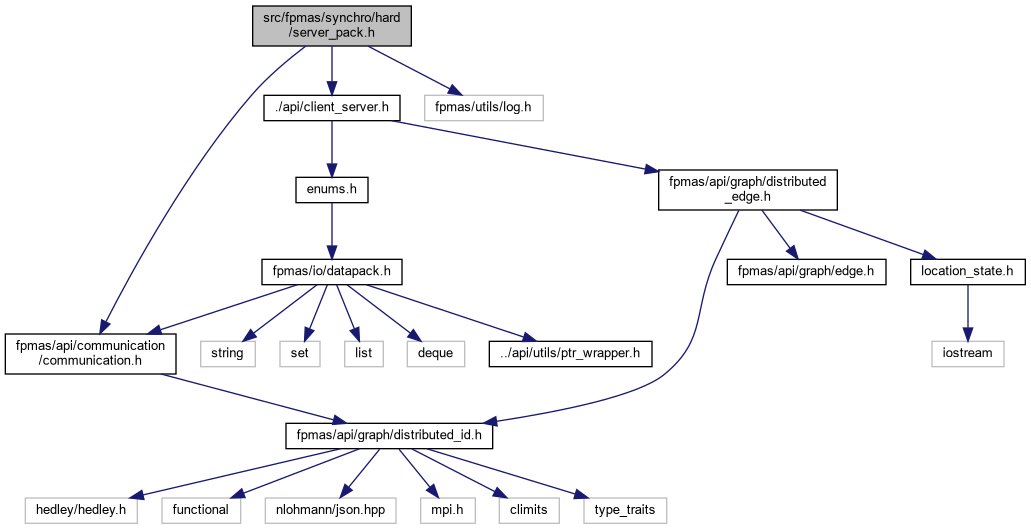 src/fpmas/synchro/hard
/server_pack.h
./api/client_server.h
fpmas/utils/log.h
enums.h
fpmas/api/graph/distributed
_edge.h
fpmas/io/datapack.h
fpmas/api/graph/edge.h
location_state.h
fpmas/api/communication
/communication.h
string
set
list
deque
../api/utils/ptr_wrapper.h
iostream
fpmas/api/graph/distributed_id.h
hedley/hedley.h
functional
nlohmann/json.hpp
mpi.h
climits
type_traits